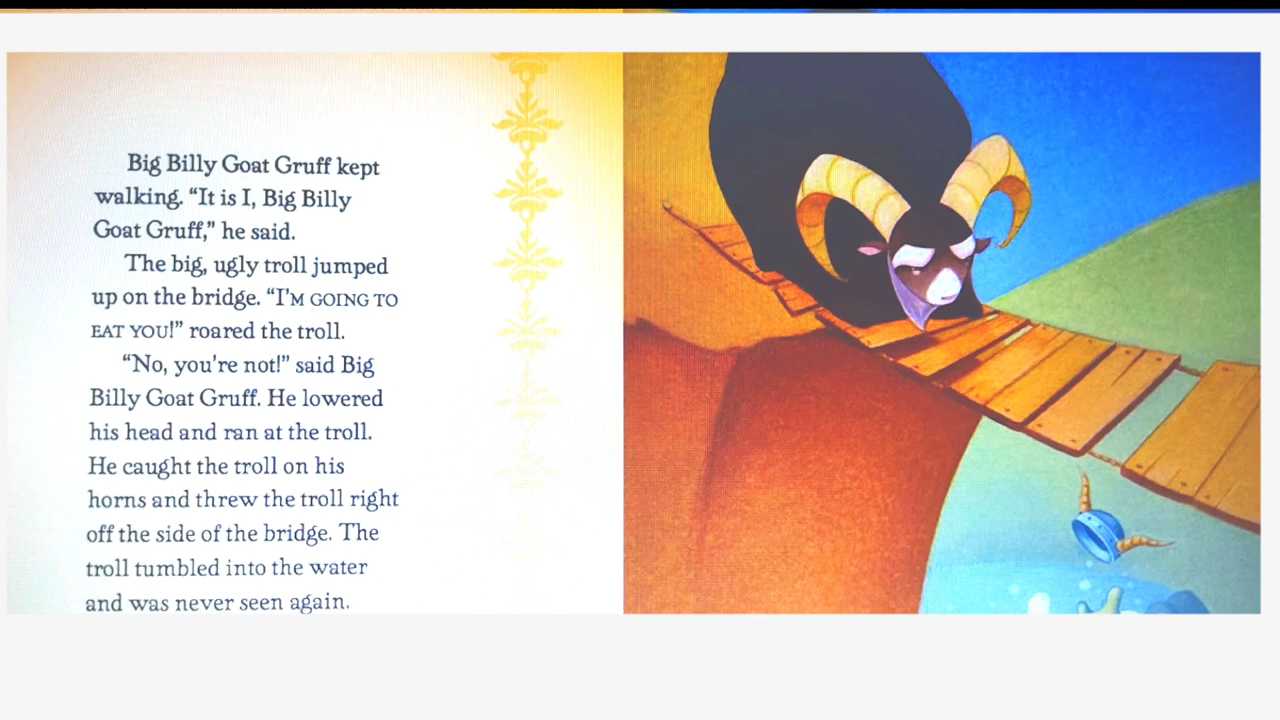 Big Billy Goat Gruff kept
walking. “It is I, Big Billy
Goat Gruff,” he said.
The big, ugly troll jumped
up on the bridge. “I'M GOING TO
EAT YOU!” roared the troll.
“No, you're not!” said Big
Billy Goat Gruff. He lowered
his head and ran at the troll.
He caught the troll on his
horns and threw the troll right
off the side of the bridge. The
troll tumbled into the water
and was never seen again.